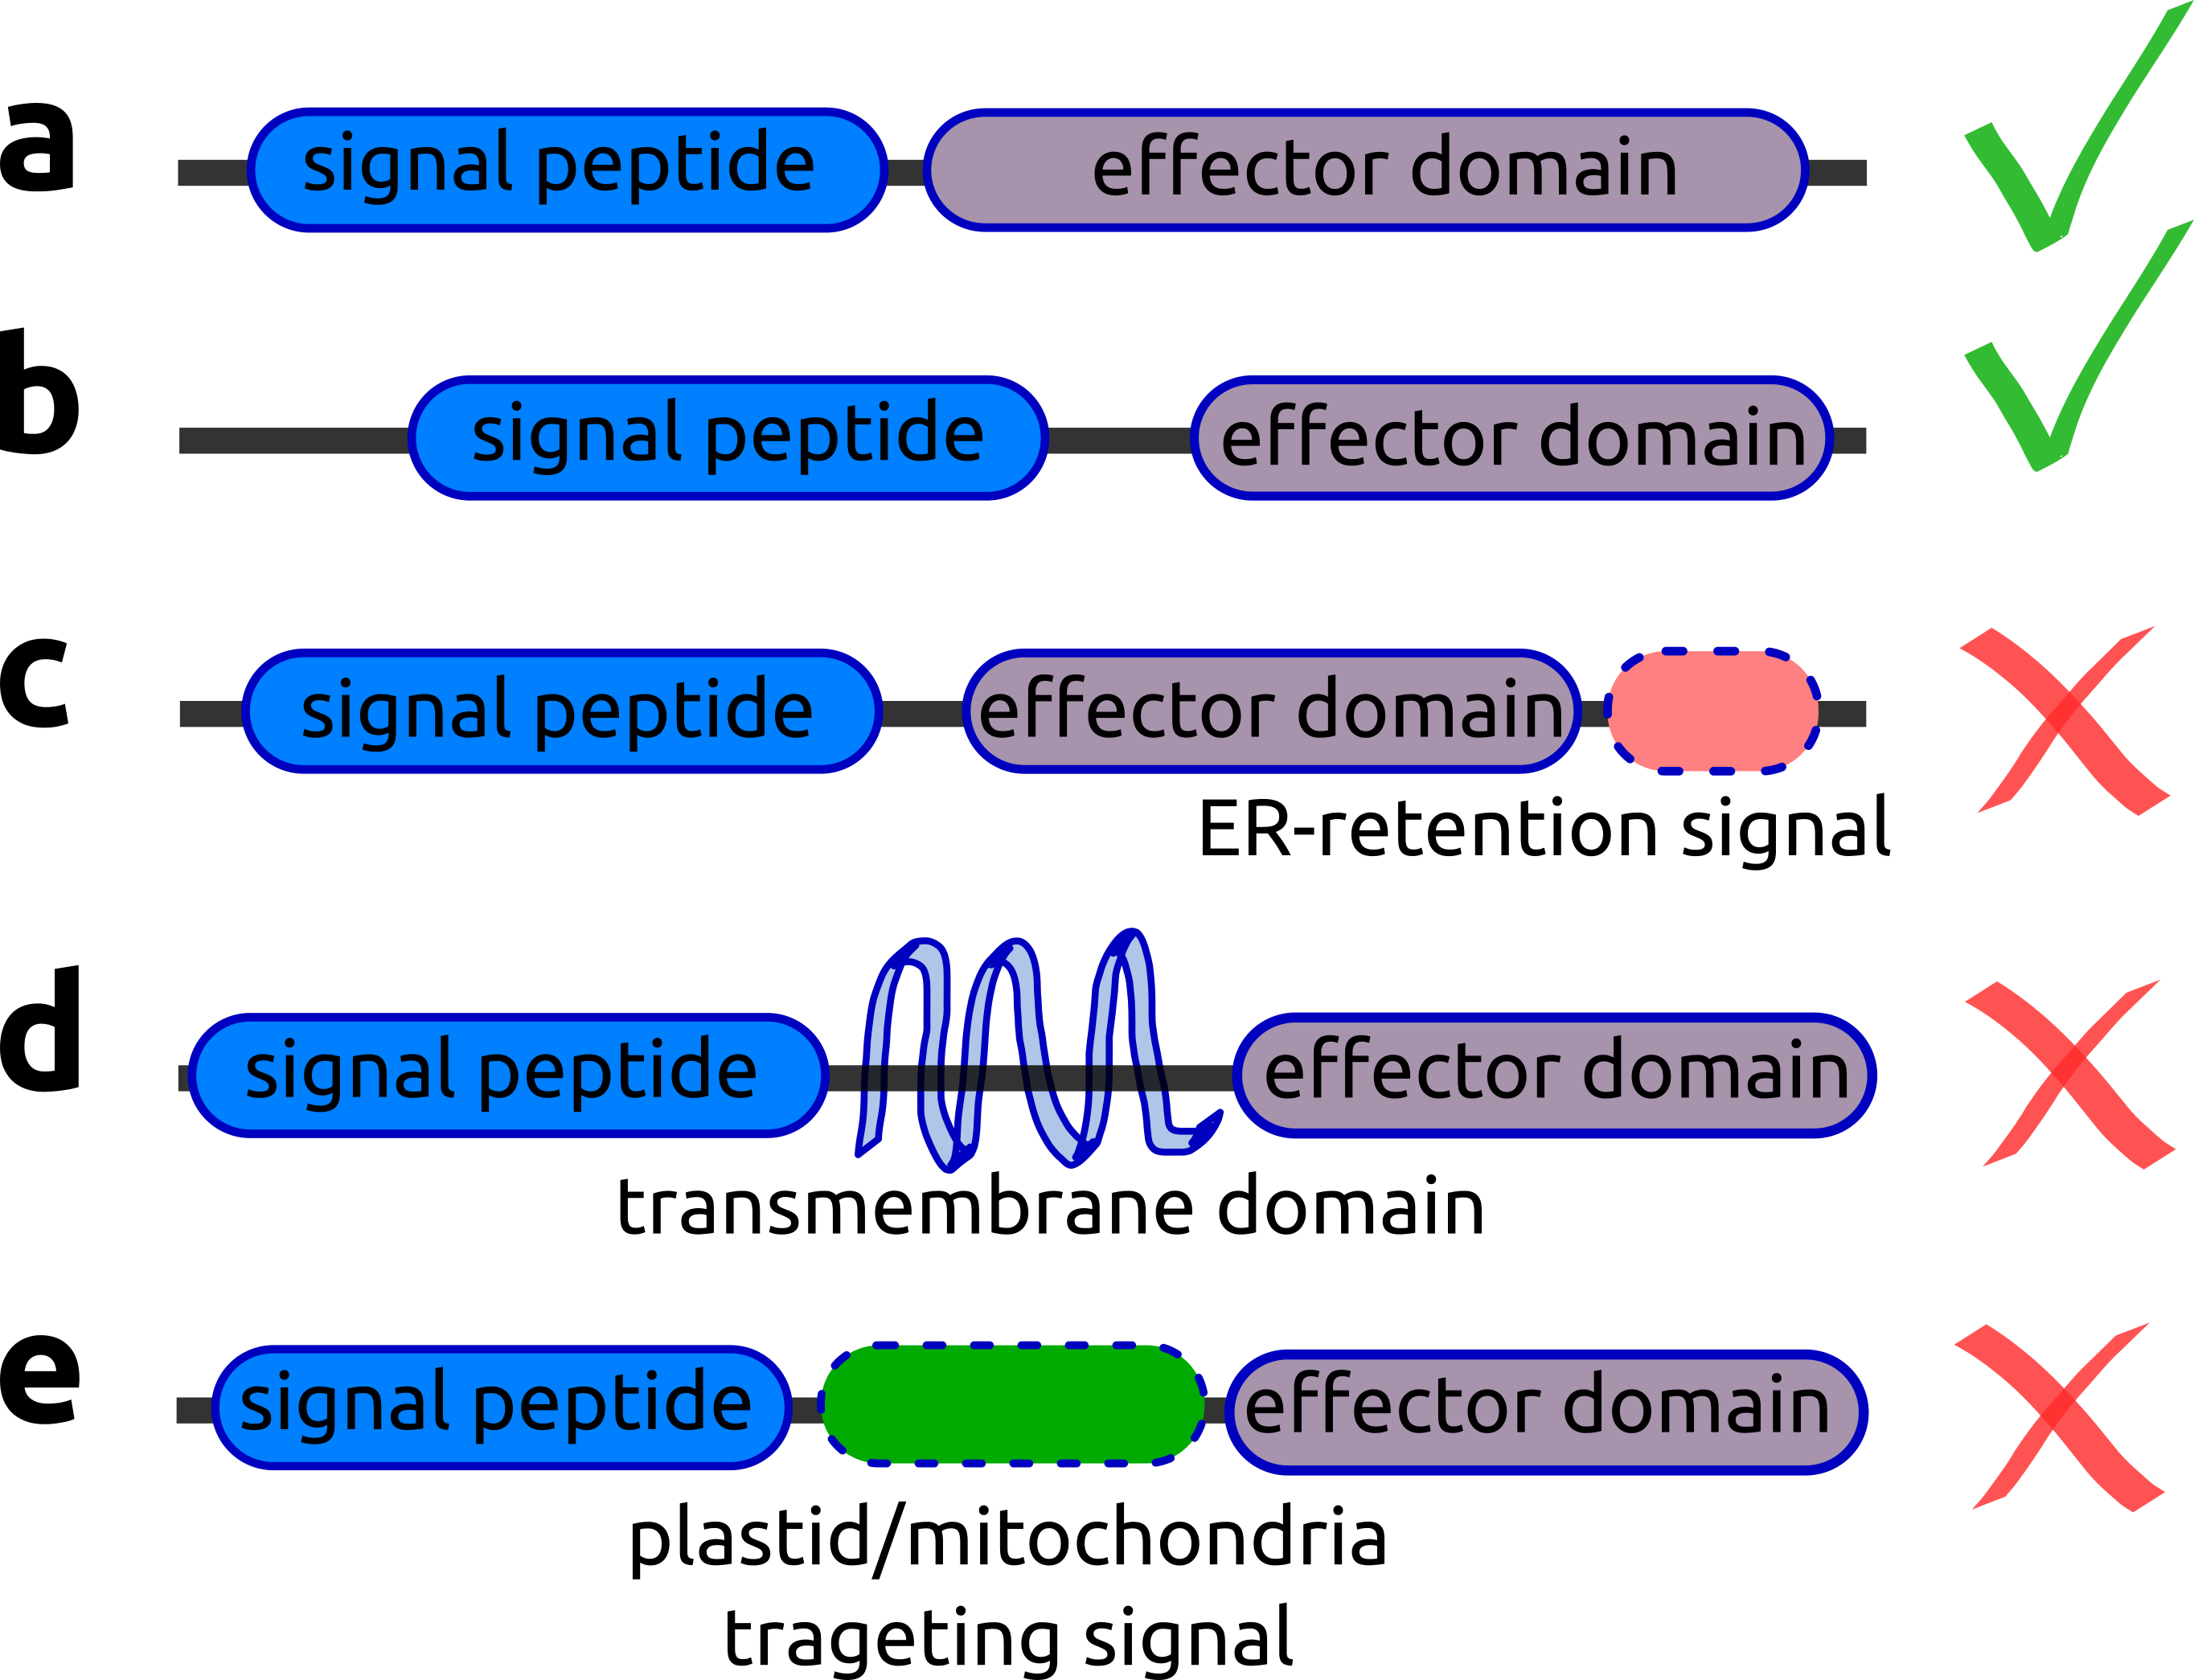 a
signal peptide
effector domain
b
signal peptide
effector domain
c
signal peptide
effector domain
ER-retention signal
d
signal peptide
effector domain
transmembrane domain
e
signal peptide
effector domain
plastid/mitochondria
trageting signal